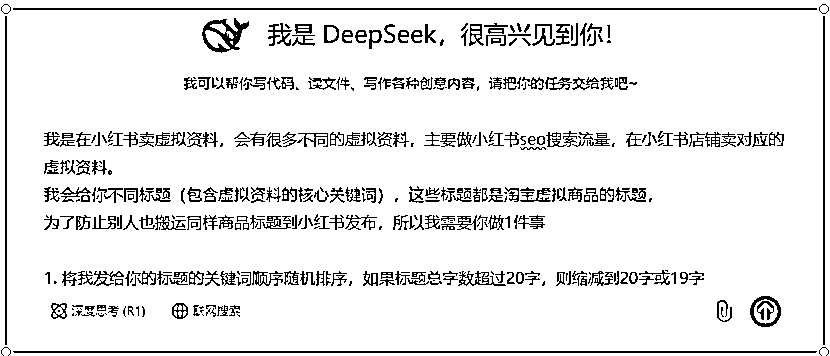 我是 DeepSeek，很高兴见到你！
我可以帮你写代码、读文件、写作各种创意内容，请把你的任务交给我吧~
我是在小红书卖虚拟资料，会有很多不同的虚拟资料，主要做小红书seo搜索流量，在小红书店铺卖对应的
虚拟资料。
我会给你不同标题（包含虚拟资料的核心关键词），这些标题都是淘宝虚拟商品的标题，
为了防止别人也搬运同样商品标题到小红书发布，所以我需要你做1件事
1. 将我发给你的标题的关键词顺序随机排序，如果标题总字数超过20字，则缩减到20字或19字
深度思考 (R1) 联网搜索